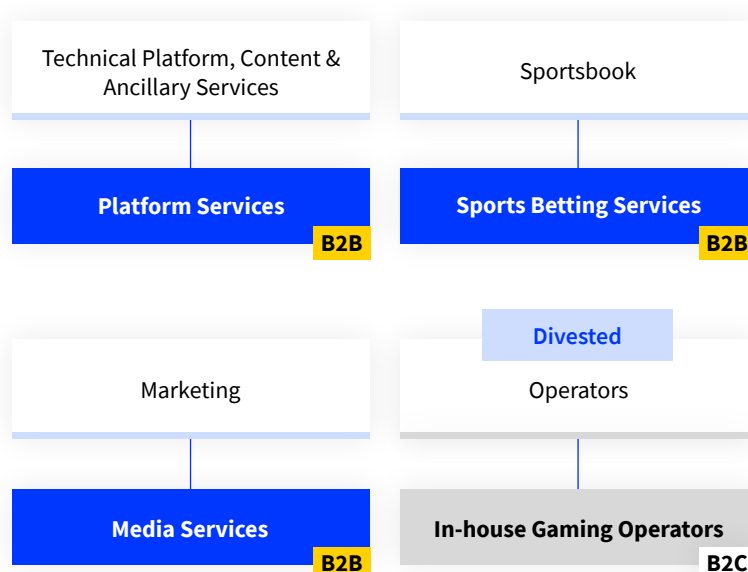 Technical Platform, Content &
Ancillary Services
Platform Services
B2B
Sportsbook
Sports Betting Services
B2B
Marketing
Media Services
B2B
Divested
Operators
In-house Gaming Operators
B2C